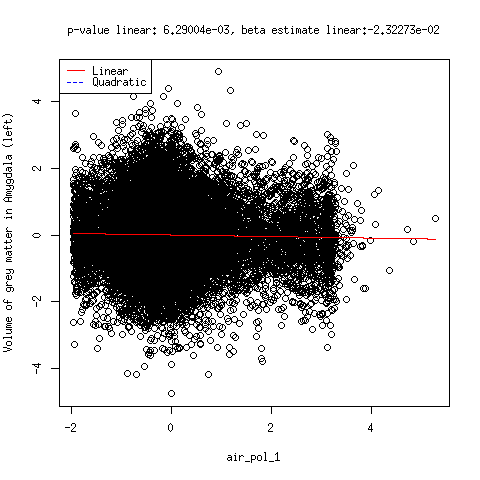 p-value linear: 6.29004e-03, beta estimate linear:-2.32273e-02
Linear
Quadratic
Volume of grey matter in Amygdala (left)
4
2
0
-2
-4
-2
0
2
4
air_pol_1